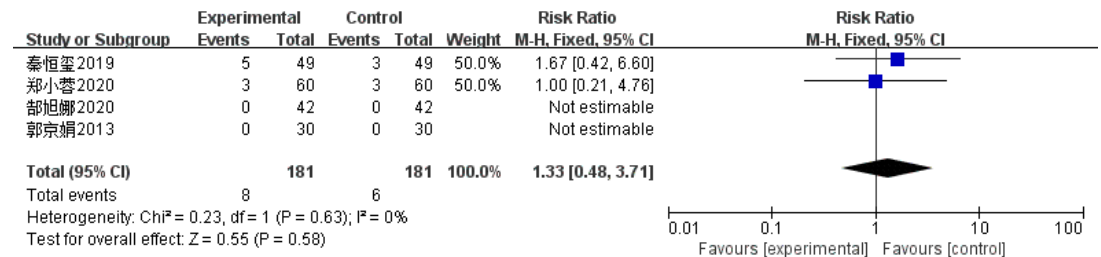 Experimental Control Risk Ratio Risk Ratio
Study or Subgroup Events Total Events Total Weight M-H, Fixed, 95% CI M-H, Fixed, 95% CI
秦恒玺2019 5 49 3 49 50.0% 1.67 [0.42, 6.60]
郑小蓉2020 3 60 3 60 50.0% 1.00 [0.21, 4.76]
郜旭娜2020 0 42 0 42 Not estimable
郭京娟2013 0 30 0 30 Not estimable
Total (95% CI) 181 181 100.0% 1.33 [0.48, 3.71]
Total events 8 6
Heterogeneity: Chi² = 0.23, df = 1 (P = 0.63); I² = 0%
Test for overall effect: Z = 0.55 (P = 0.58)
0.01 0.1 1 10 100
Favours [experimental] Favours [control]